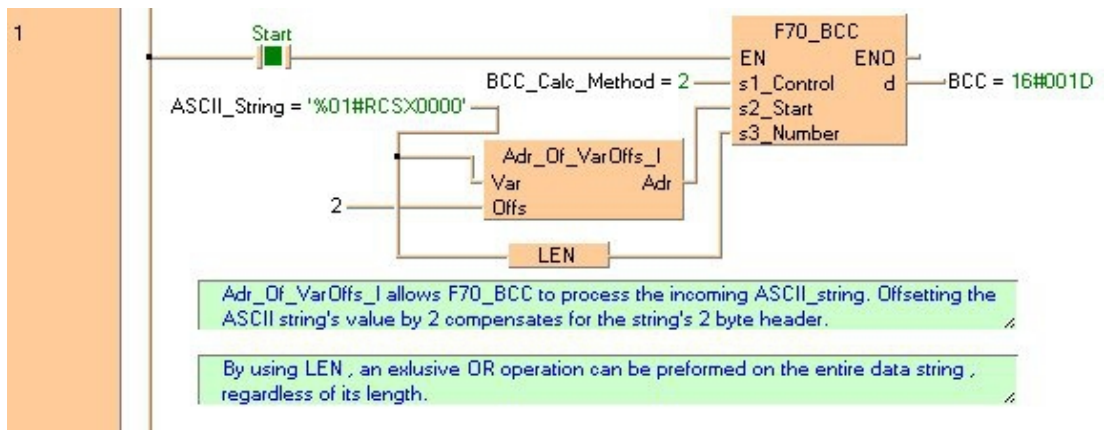 1
Start
F70_BCC
EN ENO
BCC_Calc_Method = 2 s1_Control d BCC = 16#001D
ASCII_String = '%01#RCSX0000' s2_Start
s3_Number
Adr_Of_VarOffs_I
Var Adr
2 Offs
LEN
Adr_Of_VarOffs_I allows F70_BCC to process the incoming ASCII_string. Offsetting the
ASCII string's value by 2 compensates for the string's 2 byte header.
By using LEN , an exlusive OR operation can be preformed on the entire data string ,
regardless of its length.